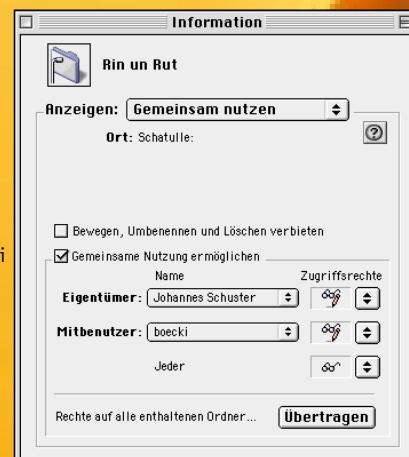 Information
Rin un Rut
Anzeigen: Gemeinsam nutzen
Ort: Schatulle:
Bewegen, Umbenennen und Löschen verbieten
i
Gemeinsame Nutzung ermöglichen
Name Zugriffsrechte
Eigentümer: Johannes Schuster
Mitbenutzer: boecki
Jeder
Rechte auf alle enthaltenen Ordner... Übertragen